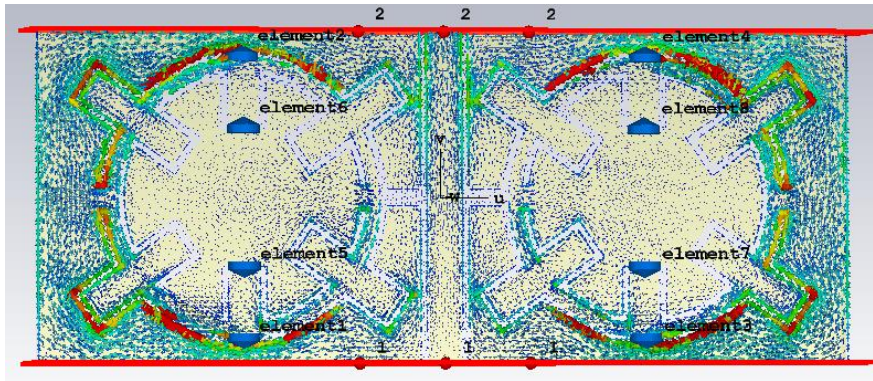 2 2 2
element2 element4
element6 element8
v
w u
element5 element7
element1 element3
1 1 1